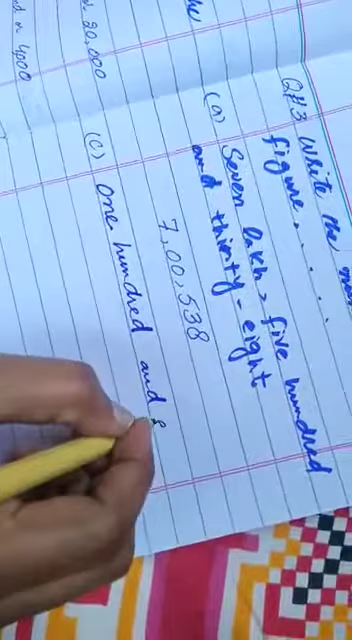 Q#3 Write the
figure.....
(a) Seven lakh, five hundred
and thirty-eight
7,00,538
(c) One hundred and
20,000
4000